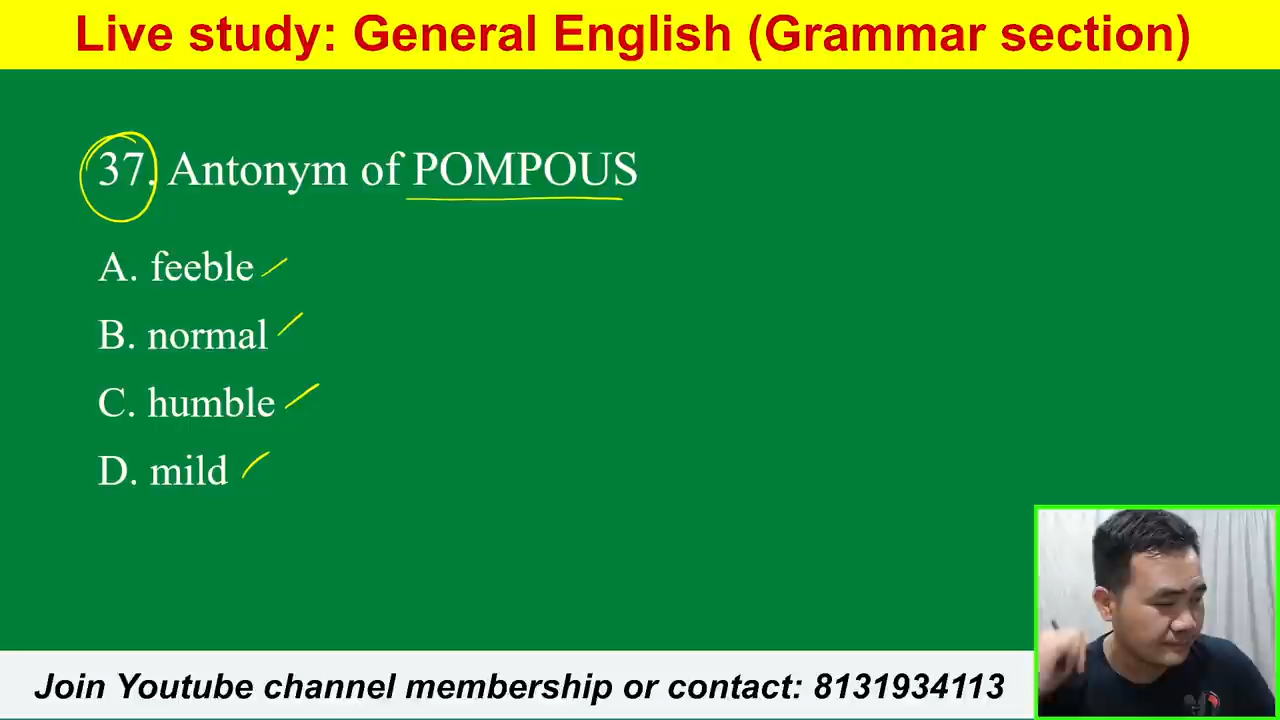 Live study: General English (Grammar section)
37. Antonym of POMPOUS
A. feeble
B. normal
C. humble
D. mild
Join Youtube channel membership or contact: 8131934113